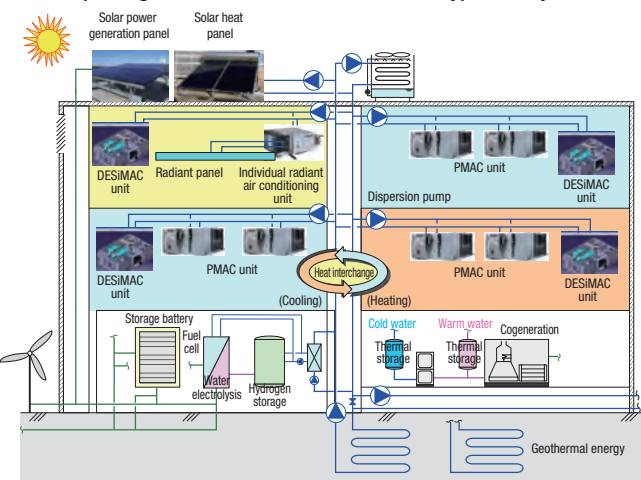 Solar power
generation panel
Solar heat
panel
DESiMAC
unit
Radiant panel
Individual radiant
air conditioning
unit
PMAC unit
DESiMAC
unit
Dispersion pump
DESiMAC
unit
PMAC unit
(Cooling)
Heat interchange
(Heating)
PMAC unit
DESiMAC
unit
Storage battery
Fuel
cell
Water
electrolysis
Hydrogen
storage
Cold water
Thermal
storage
Warm water
Thermal
storage
Cogeneration
Geothermal energy